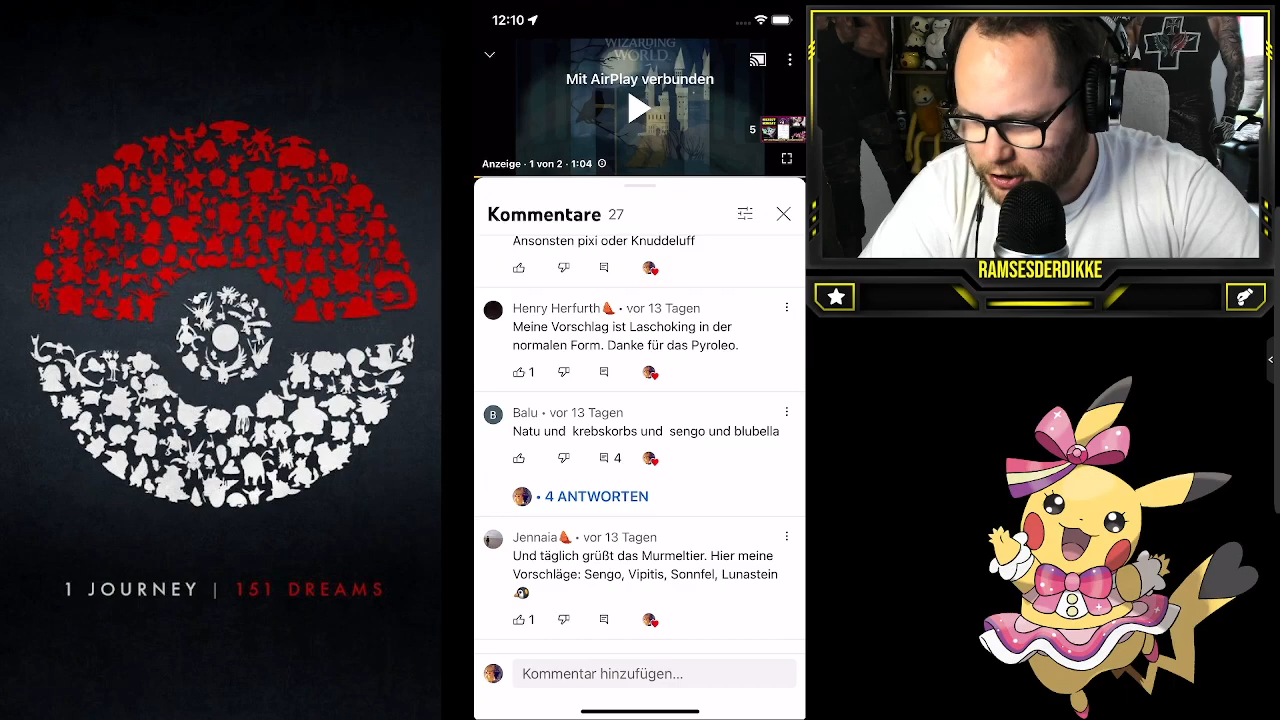 12:10
WIZARDING
WORLD
Mit AirPlay verbunden
5
Anzeige · 1 von 2 · 1:04
Kommentare 27
Ansonsten pixi oder Knuddeluff
Henry Herfurth • vor 13 Tagen
Meine Vorschlag ist Laschoking in der
normalen Form. Danke für das Pyroleo.
1
Balu • vor 13 Tagen
B
Natu und krebskorbs und sengo und blubella
4
• 4 ANTWORTEN
Jennaia • vor 13 Tagen
Und täglich grüßt das Murmeltier. Hier meine
Vorschläge: Sengo, Vipitis, Sonnfel, Lunastein
1
Kommentar hinzufügen...
1 JOURNEY | 151 DREAMS
RAMSESDERDIKKE